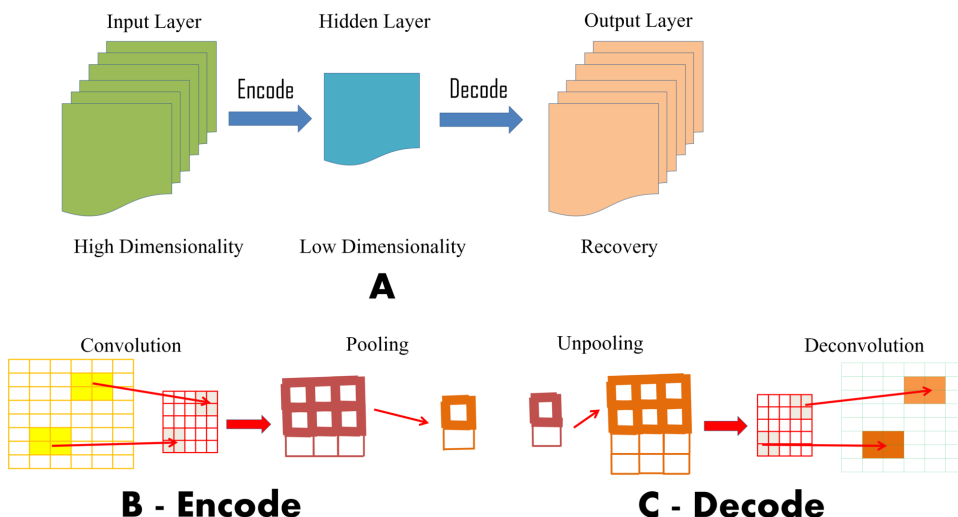 Input Layer
Hidden Layer
Output Layer
Encode
Decode
High Dimensionality
Low Dimensionality
Recovery
A
Convolution
Pooling
Unpooling
Deconvolution
B - Encode
C - Decode